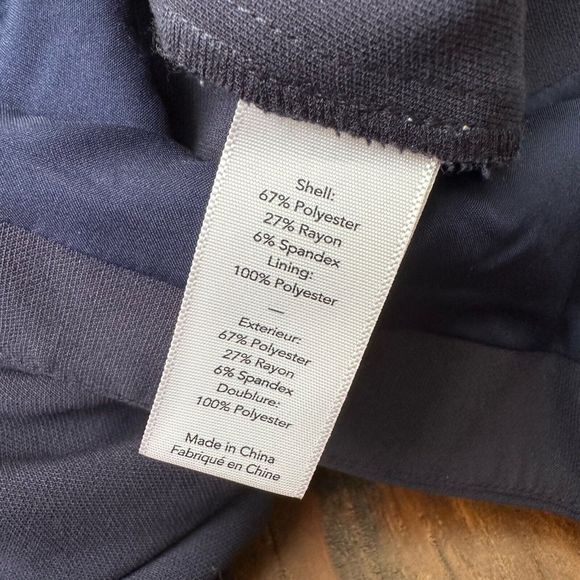 Shell:
67% Polyester
27% Rayon
6% Spandex
Lining:
100% Polyester
—
Exterieur:
67% Polyester
27% Rayon
6% Spandex
Doublure:
100% Polyester
Made in China
Fabriqué en Chine